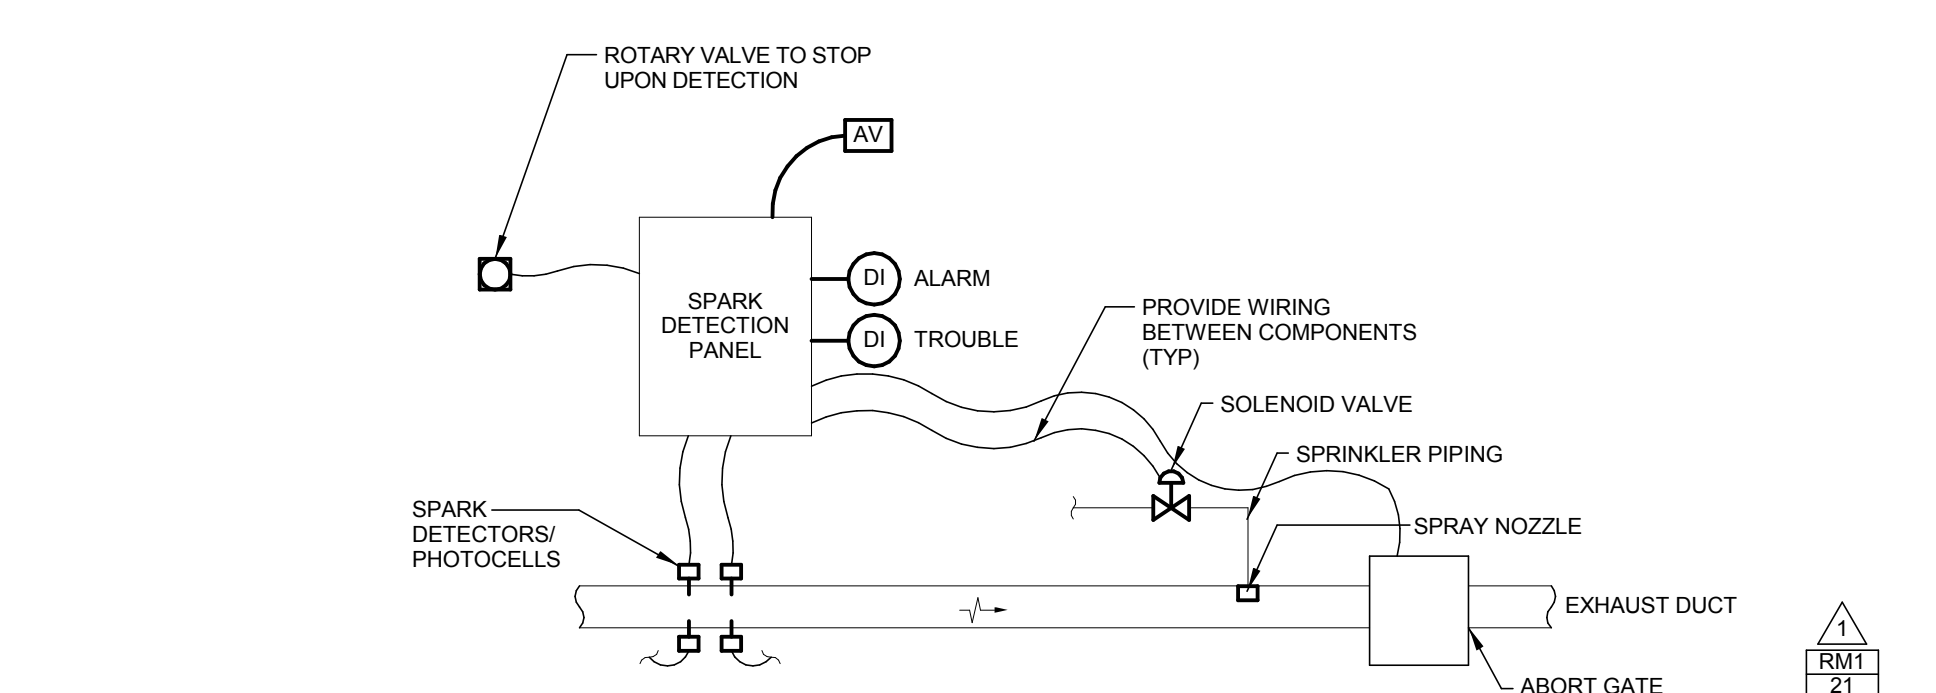 ROTARY VALVE TO STOP
UPON DETECTION
AV
SPARK
DETECTION
PANEL
DI
ALARM
DI
TROUBLE
PROVIDE WIRING
BETWEEN COMPONENTS
(TYP)
SOLENOID VALVE
SPRINKLER PIPING
SPARK
DETECTORS/
PHOTOCELLS
SPRAY NOZZLE
EXHAUST DUCT
ABORT GATE
1
RM1
21